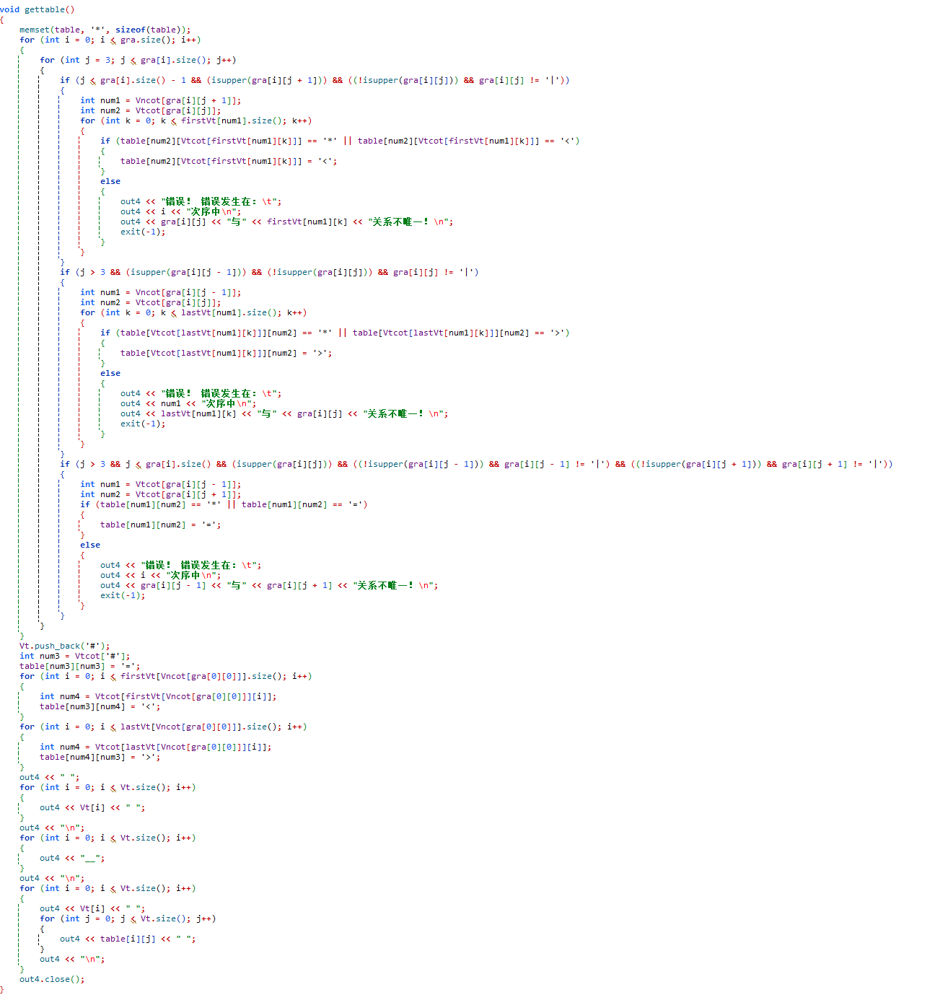 void gettable()
{
    memset(table, '*', sizeof(table));
    for (int i = 0; i < gra.size(); i++)
    {
        for (int j = 3; j < gra[i].size(); j++)
        {
            if (j < gra[i].size() - 1 && (isupper(gra[i][j + 1])) && ((!isupper(gra[i][j])) && gra[i][j] != '|'))
            {
                int num1 = Vncot[gra[i][j + 1]];
                int num2 = Vtcot[gra[i][j]];
                for (int k = 0; k < firstVt[num1].size(); k++)
                {
                    if (table[num2][Vtcot[firstVt[num1][k]]] == '*' || table[num2][Vtcot[firstVt[num1][k]]] == '<')
                    {
                        table[num2][Vtcot[firstVt[num1][k]]] = '<';
                    }
                    else
                    {
                        out4 << "错误! 错误发生在: \t";
                        out4 << i << "次序中\n";
                        out4 << gra[i][j] << "与" << firstVt[num1][k] << "关系不唯一! \n";
                        exit(-1);
                    }
                }
            }
            if (j > 3 && (isupper(gra[i][j - 1])) && (!isupper(gra[i][j])) && gra[i][j] != '|')
            {
                int num1 = Vncot[gra[i][j - 1]];
                int num2 = Vtcot[gra[i][j]];
                for (int k = 0; k < lastVt[num1].size(); k++)
                {
                    if (table[Vtcot[lastVt[num1][k]]][num2] == '*' || table[Vtcot[lastVt[num1][k]]][num2] == '>')
                    {
                        table[Vtcot[lastVt[num1][k]]][num2] = '>';
                    }
                    else
                    {
                        out4 << "错误! 错误发生在: \t";
                        out4 << num1 << "次序中\n";
                        out4 << lastVt[num1][k] << "与" << gra[i][j] << "关系不唯一! \n";
                        exit(-1);
                    }
                }
            }
            if (j > 3 && j < gra[i].size() && (isupper(gra[i][j])) && ((!isupper(gra[i][j - 1])) && gra[i][j - 1] != '|') && ((!isupper(gra[i][j + 1])) && gra[i][j + 1] != '|'))
            {
                int num1 = Vtcot[gra[i][j - 1]];
                int num2 = Vtcot[gra[i][j + 1]];
                if (table[num1][num2] == '*' || table[num1][num2] == '=')
                {
                    table[num1][num2] = '=';
                }
                else
                {
                    out4 << "错误! 错误发生在: \t";
                    out4 << i << "次序中\n";
                    out4 << gra[i][j - 1] << "与" << gra[i][j + 1] << "关系不唯一! \n";
                    exit(-1);
                }
            }
        }
    }
    Vt.push_back('#');
    int num3 = Vtcot['#'];
    table[num3][num3] = '=';
    for (int i = 0; i < firstVt[Vncot[gra[0][0]]].size(); i++)
    {
        int num4 = Vtcot[firstVt[Vncot[gra[0][0]]][i]];
        table[num3][num4] = '<';
    }
    for (int i = 0; i < lastVt[Vncot[gra[0][0]]].size(); i++)
    {
        int num4 = Vtcot[lastVt[Vncot[gra[0][0]]][i]];
        table[num4][num3] = '>';
    }
    out4 << " ";
    for (int i = 0; i < Vt.size(); i++)
    {
        out4 << Vt[i] << " ";
    }
    out4 << "\n";
    for (int i = 0; i < Vt.size(); i++)
    {
        out4 << "__";
    }
    out4 << "\n";
    for (int i = 0; i < Vt.size(); i++)
    {
        out4 << Vt[i] << " ";
        for (int j = 0; j < Vt.size(); j++)
        {
            out4 << table[i][j] << " ";
        }
        out4 << "\n";
    }
    out4.close();
}